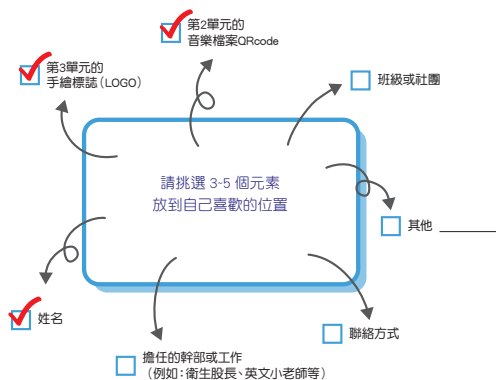 第2單元的
音樂檔案QRcode
第3單元的
手繪標誌（LOGO）
班級或社團
請挑選 3-5 個元素
放到自己喜歡的位置
其他
姓名
聯絡方式
擔任的幹部或工作
（例如：衛生股長、英文小老師等）